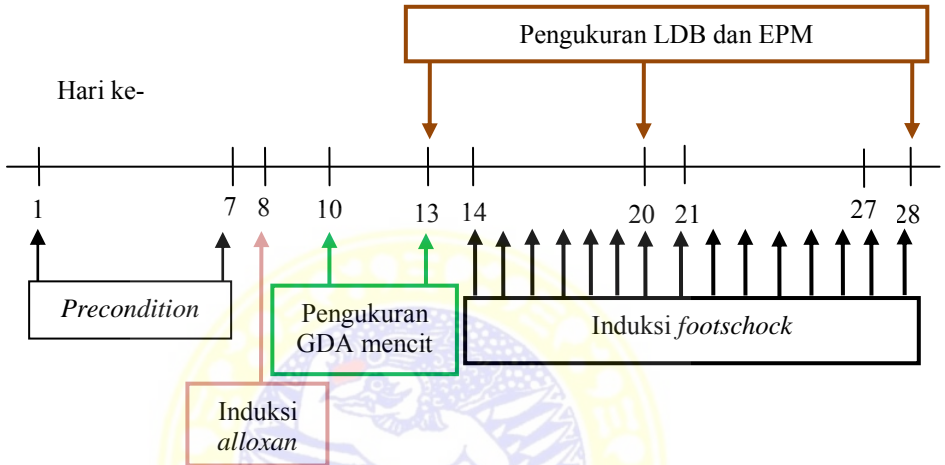 Pengukuran LDB dan EPM
Hari ke-
1 7 8 10 13 14 20 21 27 28
Precondition
Pengukuran
GDA mencit
Induksi footschock
Induksi
alloxan